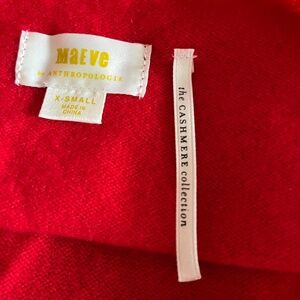 Maeve
by ANTHROPOLOGIE
X-SMALL
MADE IN
CHINA
the CASHMERE collection